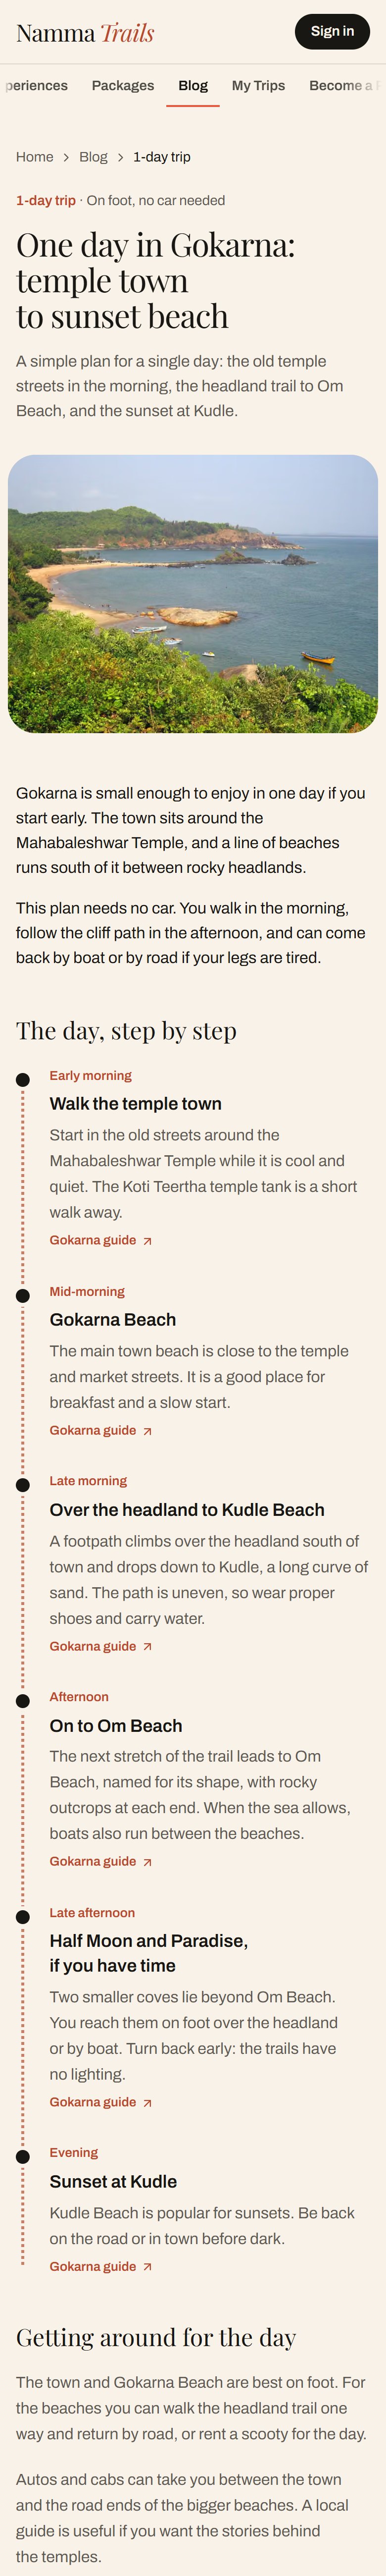 Namma Trails
Sign in
periences Packages Blog My Trips Become a
Home > Blog > 1-day trip
1-day trip · On foot, no car needed
One day in Gokarna:
temple town
to sunset beach
A simple plan for a single day: the old temple
streets in the morning, the headland trail to Om
Beach, and the sunset at Kudle.
Gokarna is small enough to enjoy in one day if you
start early. The town sits around the
Mahabaleshwar Temple, and a line of beaches
runs south of it between rocky headlands.
This plan needs no car. You walk in the morning,
follow the cliff path in the afternoon, and can come
back by boat or by road if your legs are tired.
The day, step by step
Early morning
Walk the temple town
Start in the old streets around the
Mahabaleshwar Temple while it is cool and
quiet. The Koti Teertha temple tank is a short
walk away.
Gokarna guide ↗
Mid-morning
Gokarna Beach
The main town beach is close to the temple
and market streets. It is a good place for
breakfast and a slow start.
Gokarna guide ↗
Late morning
Over the headland to Kudle Beach
A footpath climbs over the headland south of
town and drops down to Kudle, a long curve of
sand. The path is uneven, so wear proper
shoes and carry water.
Gokarna guide ↗
Afternoon
On to Om Beach
The next stretch of the trail leads to Om
Beach, named for its shape, with rocky
outcrops at each end. When the sea allows,
boats also run between the beaches.
Gokarna guide ↗
Late afternoon
Half Moon and Paradise,
if you have time
Two smaller coves lie beyond Om Beach.
You reach them on foot over the headland
or by boat. Turn back early: the trails have
no lighting.
Gokarna guide ↗
Evening
Sunset at Kudle
Kudle Beach is popular for sunsets. Be back
on the road or in town before dark.
Gokarna guide ↗
Getting around for the day
The town and Gokarna Beach are best on foot. For
the beaches you can walk the headland trail one
way and return by road, or rent a scooty for the day.
Autos and cabs can take you between the town
and the road ends of the bigger beaches. A local
guide is useful if you want the stories behind
the temples.